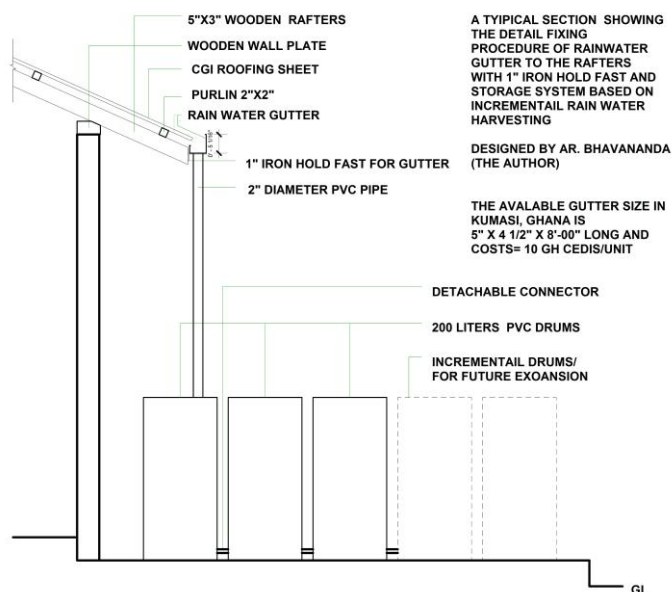 5"X3" WOODEN RAFTERS
WOODEN WALL PLATE
CGI ROOFING SHEET
PURLIN 2"X2"
RAIN WATER GUTTER
1" IRON HOLD FAST FOR GUTTER
2" DIAMETER PVC PIPE
A TYIPICAL SECTION SHOWING
THE DETAIL FIXING
PROCEDURE OF RAINWATER
GUTTER TO THE RAFTERS
WITH 1" IRON HOLD FAST AND
STORAGE SYSTEM BASED ON
INCREMENTAIL RAIN WATER
HARVESTING
DESIGNED BY AR. BHAVANANDA
(THE AUTHOR)
THE AVALABLE GUTTER SIZE IN
KUMASI, GHANA IS
5" X 4 1/2" X 8'-00" LONG AND
COSTS= 10 GH CEDIS/UNIT
DETACHABLE CONNECTOR
200 LITERS PVC DRUMS
INCREMENTAIL DRUMS/
FOR FUTURE EXOANSION
GL